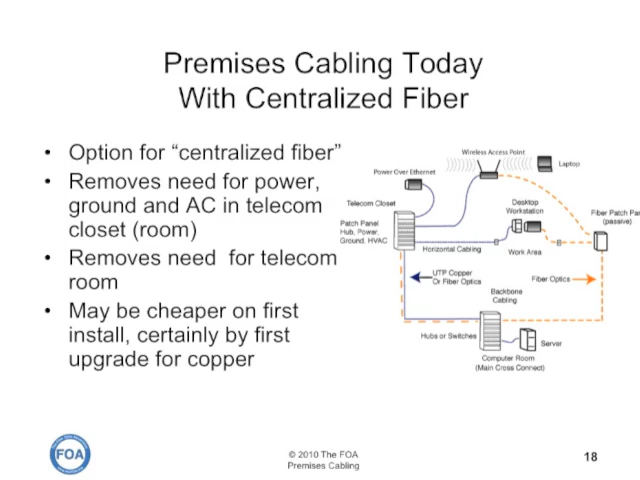 Premises Cabling Today
With Centralized Fiber
• Option for “centralized fiber”
• Removes need for power,
ground and AC in telecom
closet (room)
• Removes need for telecom
room
• May be cheaper on first
install, certainly by first
upgrade for copper
Wireless Access Point
Laptop
Power Over Ethernet
Telecom Closet
Desktop
Workstation
Fiber Patch Pa
(passive)
Patch Panel
Hub, Power,
Ground, HVAC
Horizontal Cabling
Work Area
UTP Copper
Or Fiber Optics
Fiber Optics
Backbone
Cabling
Hubs or Switches
Server
Computer Room
(Main Cross Connect)
FOA
© 2010 The FOA
Premises Cabling
18